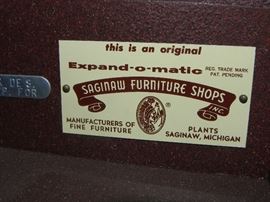 this is an original
Expand-o-matic REG. TRADE MARK
PAT. PENDING
SAGINAW FURNITURE SHOPS
INC.
MANUFACTURERS OF
FINE FURNITURE
®
PLANTS
SAGINAW, MICHIGAN